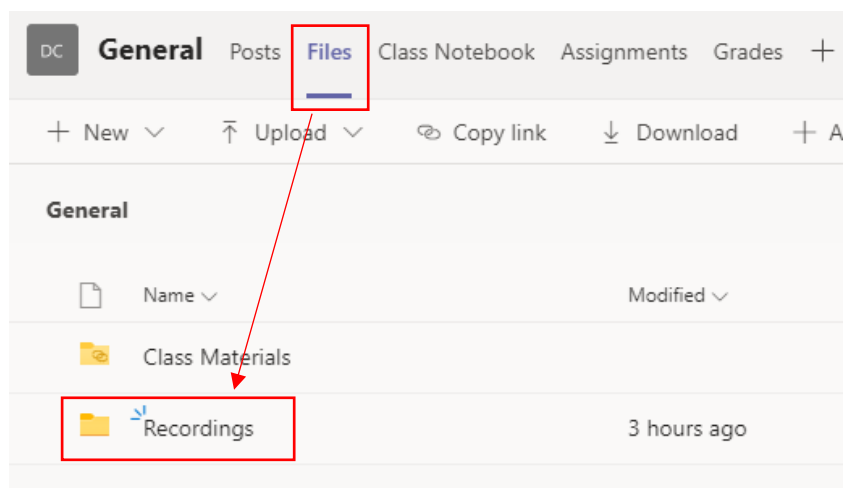 DC General Posts Files Class Notebook Assignments Grades +
+ New Upload Copy link Download + A
General
Name Modified
Class Materials
Recordings 3 hours ago